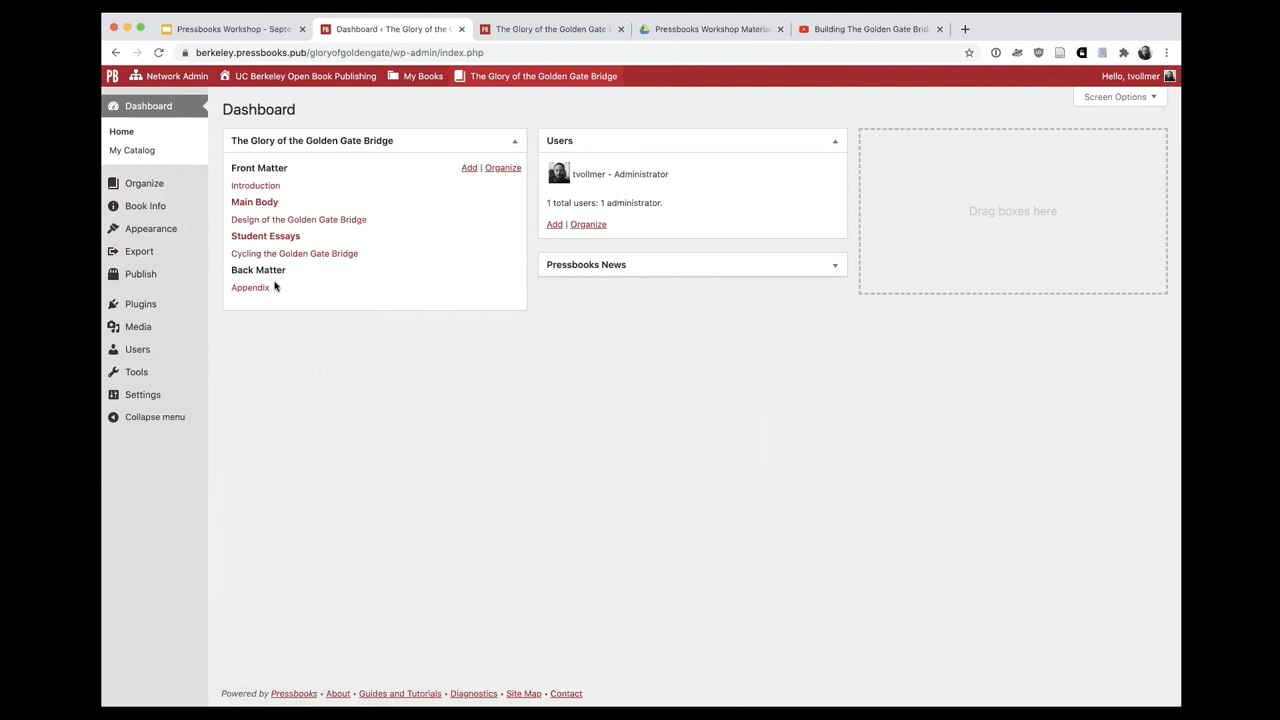 Pressbooks Workshop - Septe
Dashboard ‹ The Glory of the G
The Glory of the Golden Gate B
Pressbooks Workshop Material
Building The Golden Gate Brid
berkeley.pressbooks.pub/gloryofgoldengate/wp-admin/index.php
PB Network Admin UC Berkeley Open Book Publishing My Books The Glory of the Golden Gate Bridge Hello, tvollmer
Dashboard
Home
My Catalog
Organize
Book Info
Appearance
Export
Publish
Plugins
Media
Users
Tools
Settings
Collapse menu
Screen Options
Dashboard
The Glory of the Golden Gate Bridge
Front Matter Add | Organize
Introduction
Main Body
Design of the Golden Gate Bridge
Student Essays
Cycling the Golden Gate Bridge
Back Matter
Appendix
Users
tvollmer - Administrator
1 total users: 1 administrator.
Add | Organize
Pressbooks News
Drag boxes here
Powered by Pressbooks • About • Guides and Tutorials • Diagnostics • Site Map • Contact